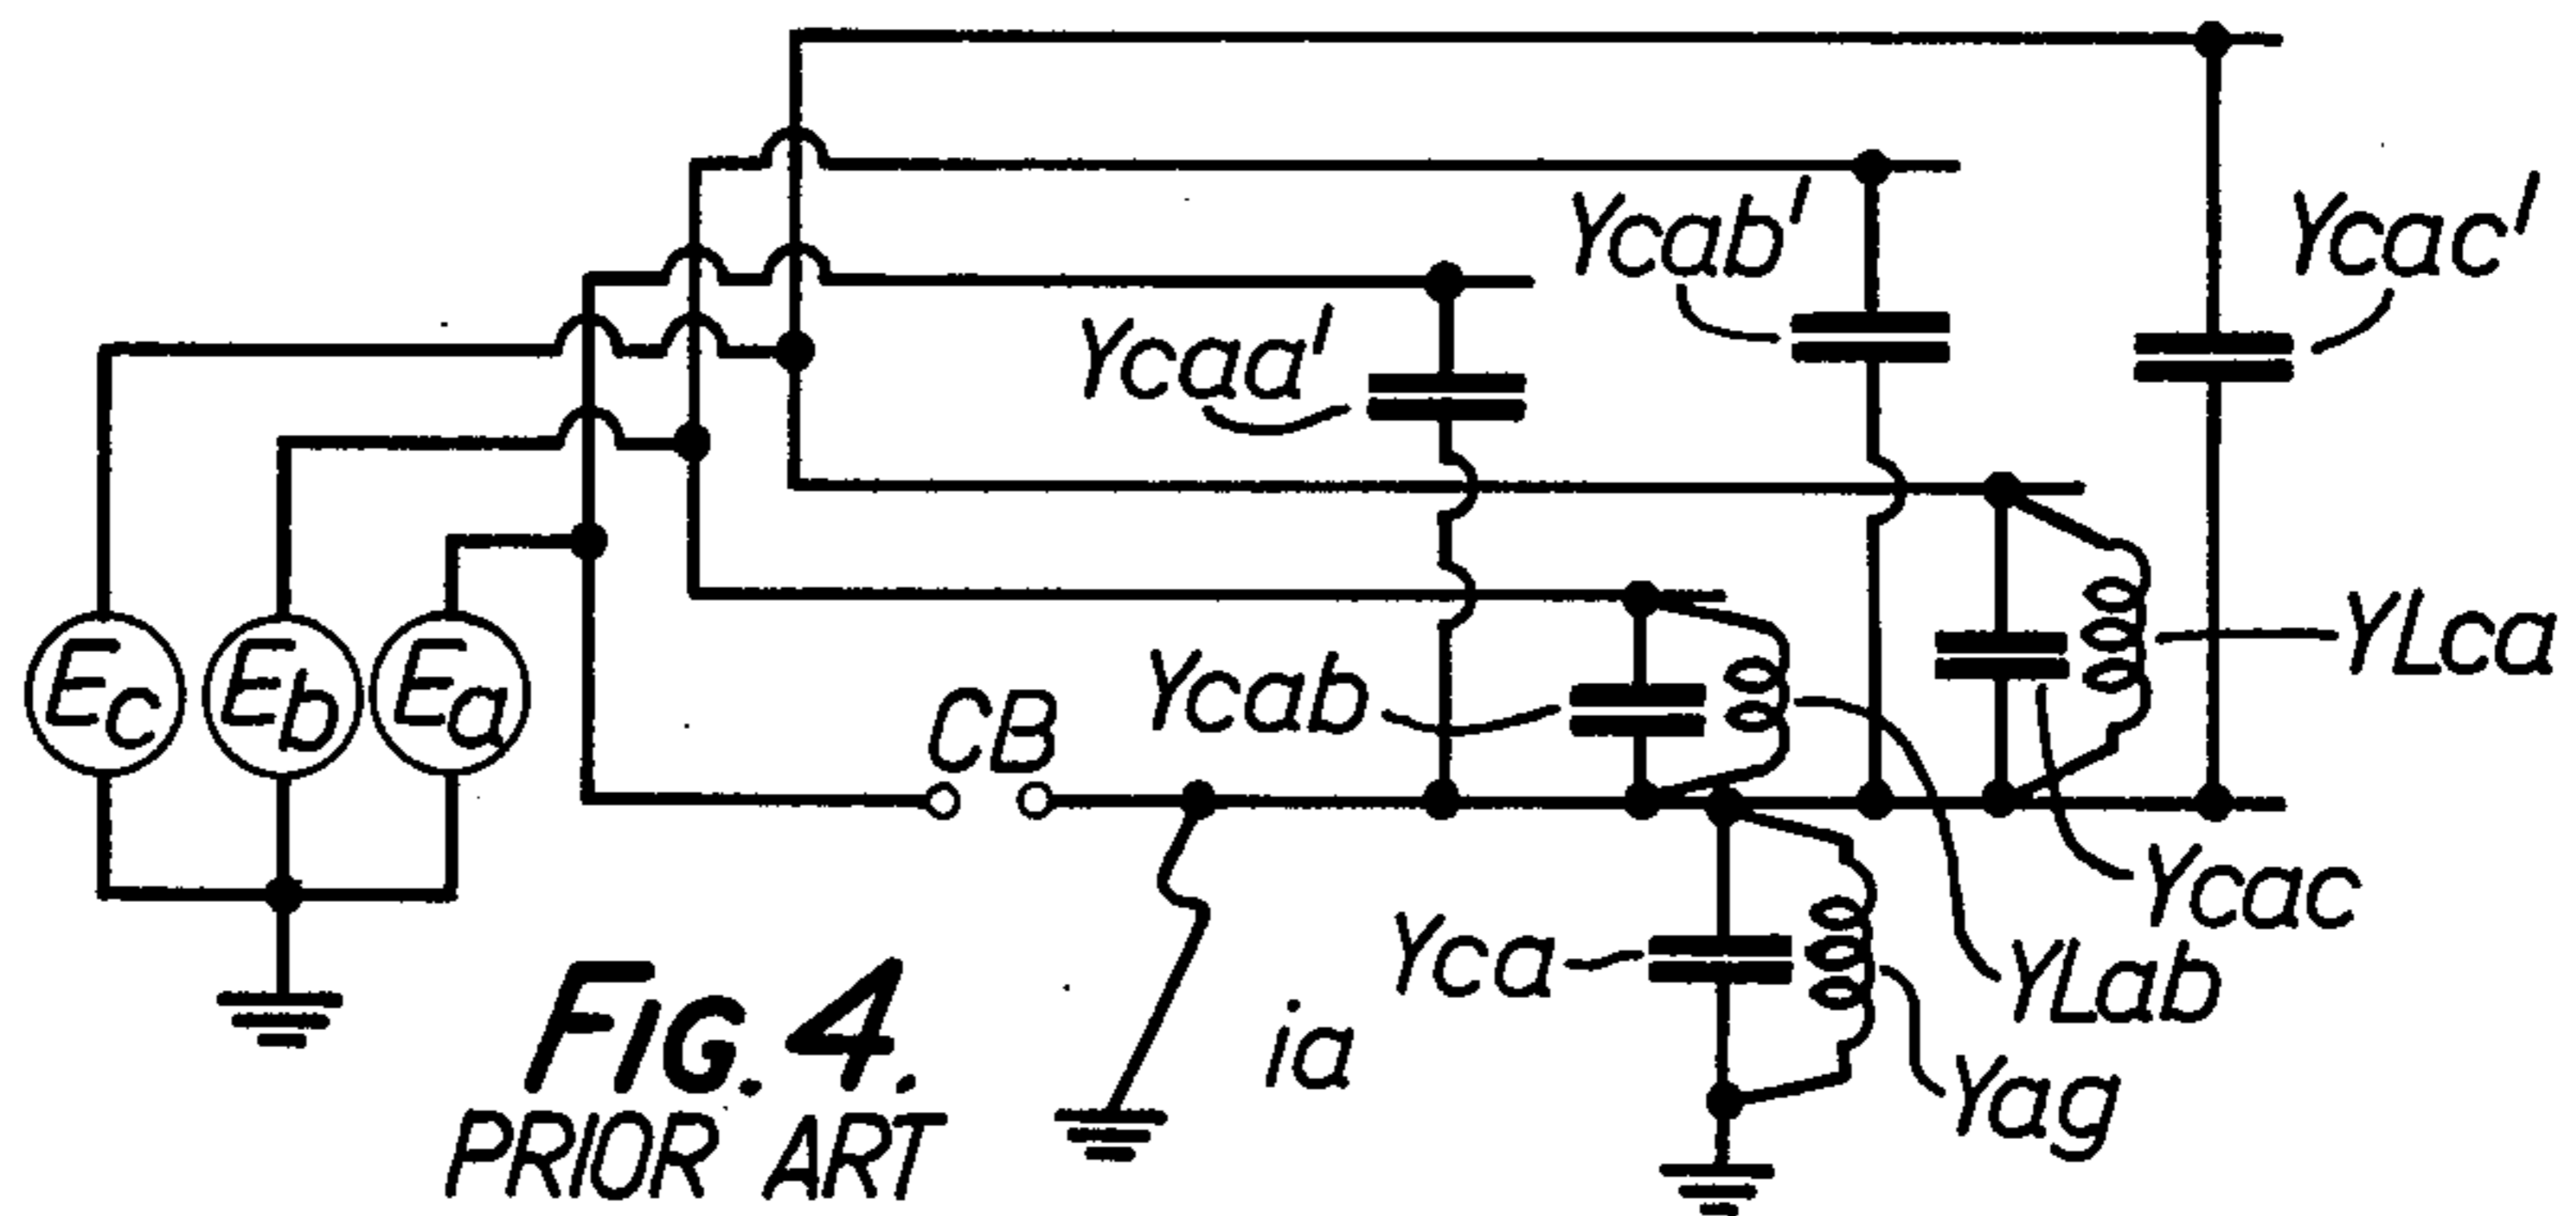 Ycab'
Ycac'
Ycaa'
YLca
Ycab
Ec
Eb
Ea
CB
Ycac
Yca
YLab
ia
Yag
FIG. 4.
PRIOR ART